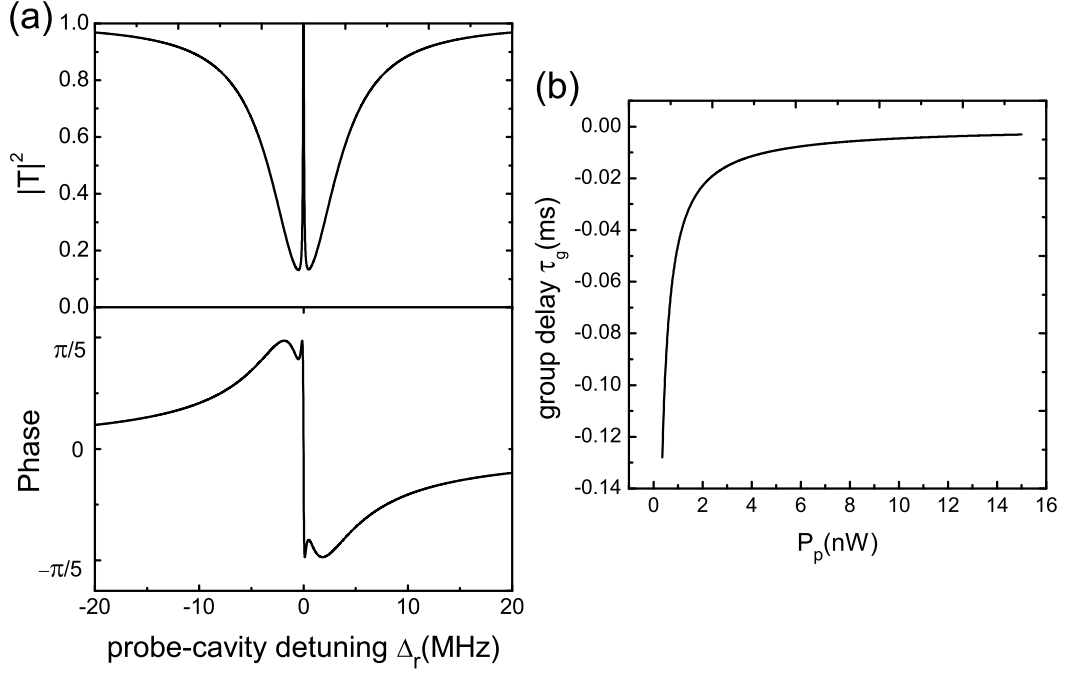 (a)
1.0
0.8
0.6
0.4
0.2
0.0
|T|²
π/5
0
−π/5
Phase
-20 -10 0 10 20
probe-cavity detuning Δr(MHz)
(b)
0.00
-0.02
-0.04
-0.06
-0.08
-0.10
-0.12
-0.14
group delay τg(ms)
0 2 4 6 8 10 12 14 16
Pp(nW)